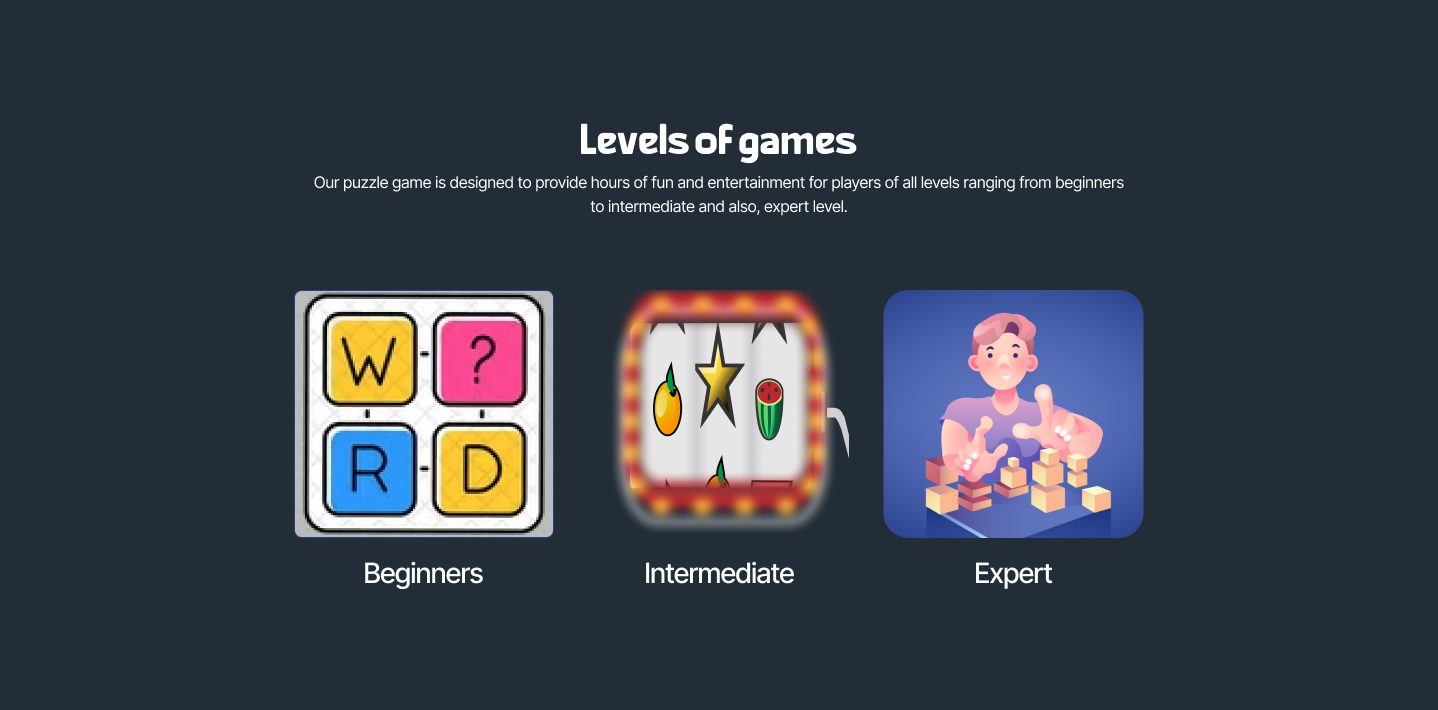 Levels of games
Our puzzle game is designed to provide hours of fun and entertainment for players of all levels ranging from beginners
to intermediate and also, expert level.
W ?
R D
Beginners
Intermediate
Expert